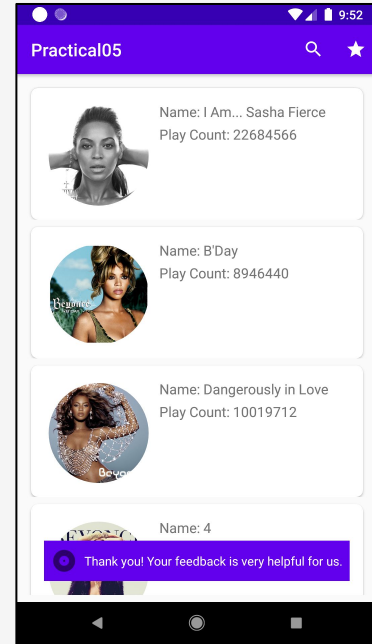 9:52
Practical05
Name: I Am... Sasha Fierce
Play Count: 22684566
Name: B'Day
Play Count: 8946440
Beyoncé
Name: Dangerously in Love
Play Count: 10019712
Name: 4
Thank you! Your feedback is very helpful for us.